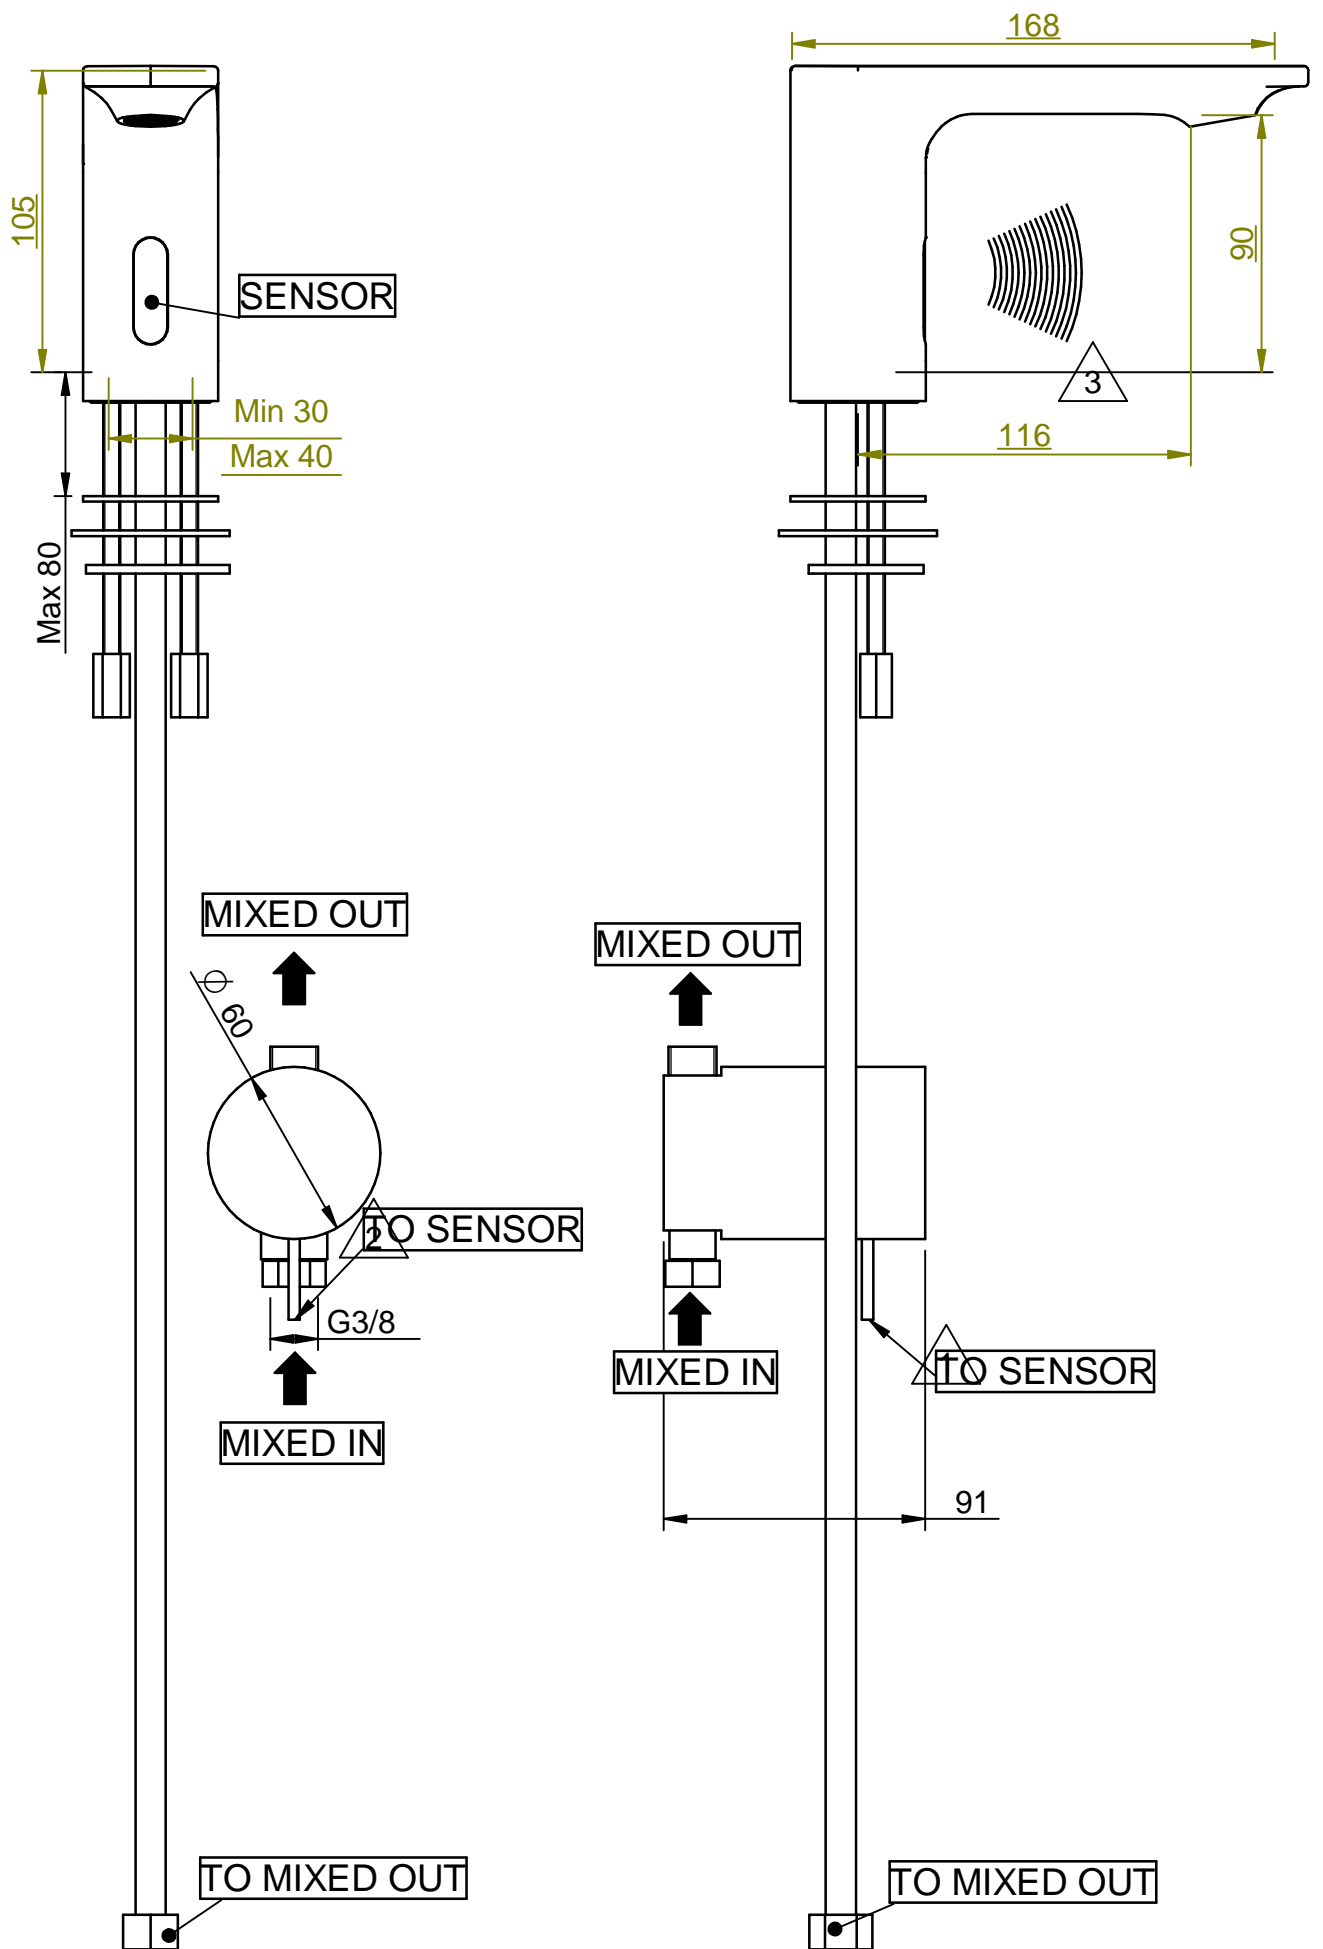 168
105
90
SENSOR
3
Min 30
Max 40
116
Max 80
MIXED OUT
MIXED OUT
⌀ 60
TO SENSOR
2
G3/8
MIXED IN
MIXED IN
TO SENSOR
1
91
TO MIXED OUT
TO MIXED OUT